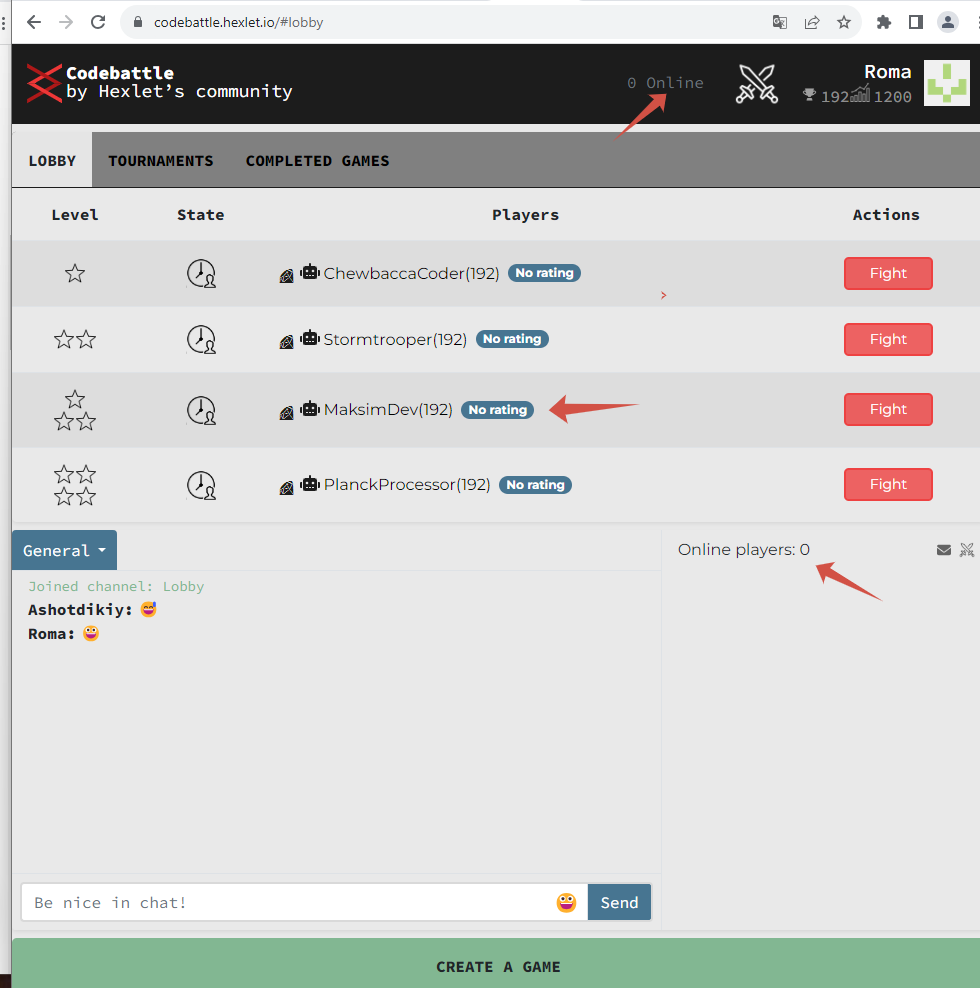 codebattle.hexlet.io/#lobby
Codebattle
by Hexlet's community
0 Online
Roma
192 1200
LOBBY TOURNAMENTS COMPLETED GAMES
Level State Players Actions
ChewbaccaCoder(192) No rating Fight
Stormtrooper(192) No rating Fight
MaksimDev(192) No rating Fight
PlanckProcessor(192) No rating Fight
General
Online players: 0
Joined channel: Lobby
Ashotdikiy: 😅
Roma: 😀
Be nice in chat!
Send
CREATE A GAME